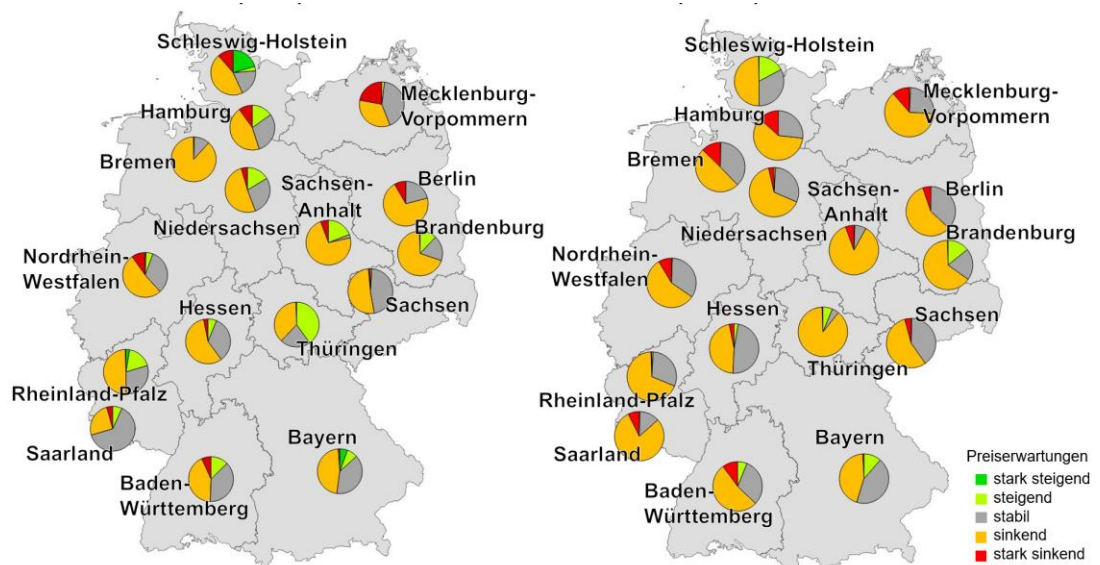 Schleswig-Holstein
Mecklenburg-
Vorpommern
Hamburg
Bremen
Niedersachsen
Sachsen-
Anhalt
Berlin
Brandenburg
Nordrhein-
Westfalen
Hessen
Thüringen
Sachsen
Rheinland-Pfalz
Saarland
Baden-
Württemberg
Bayern
Schleswig-Holstein
Mecklenburg-
Vorpommern
Hamburg
Bremen
Niedersachsen
Sachsen-
Anhalt
Berlin
Brandenburg
Nordrhein-
Westfalen
Hessen
Thüringen
Sachsen
Rheinland-Pfalz
Saarland
Baden-
Württemberg
Bayern
Preiserwartungen
stark steigend
steigend
stabil
sinkend
stark sinkend